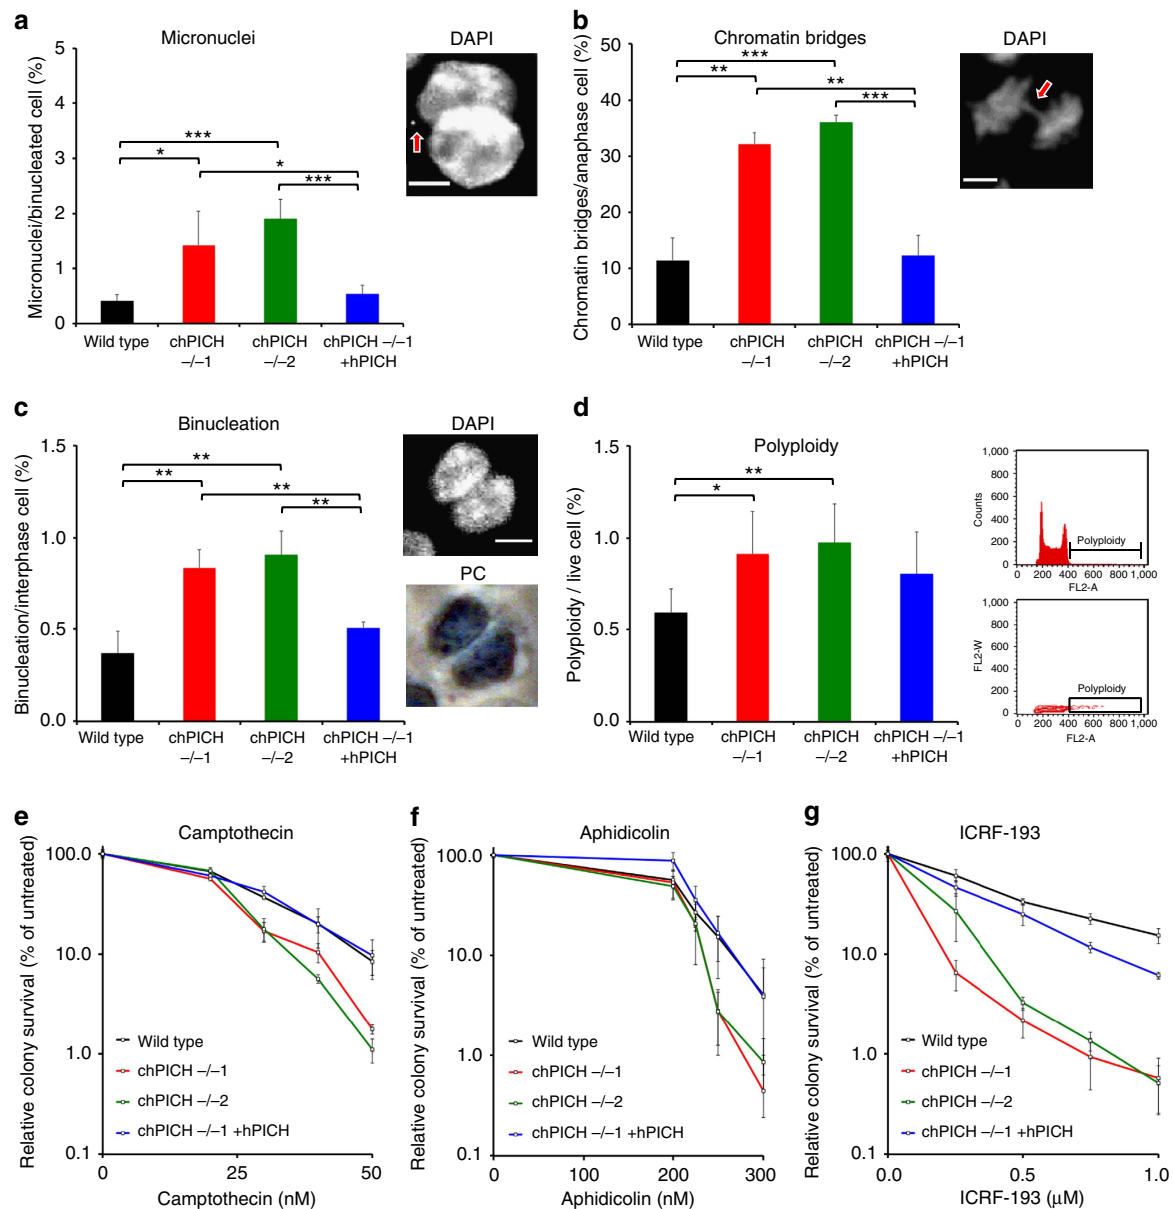 a
Micronuclei
Micronuclei/binucleated cell (%)
5
4
3
2
1
0
***
*
*
***
Wild type
chPICH –/–1
chPICH –/–2
chPICH –/–1 +hPICH
DAPI
b
Chromatin bridges
Chromatin bridges/anaphase cell (%)
50
40
30
20
10
0
***
**
**
***
Wild type
chPICH –/–1
chPICH –/–2
chPICH –/–1 +hPICH
DAPI
c
Binucleation
Binucleation/interphase cell (%)
1.5
1.0
0.5
0.0
**
**
**
**
Wild type
chPICH –/–1
chPICH –/–2
chPICH –/–1 +hPICH
DAPI
PC
d
Polyploidy
Polyploidy / live cell (%)
1.5
1.0
0.5
0.0
**
*
Wild type
chPICH –/–1
chPICH –/–2
chPICH –/–1 +hPICH
1,000
800
600
400
200
0
Counts
Polyploidy
0 200 400 600 800 1,000
FL2-A
1,000
800
600
400
200
0
FL2-W
Polyploidy
0 200 400 600 800 1,000
FL2-A
e
Camptothecin
Relative colony survival (% of untreated)
100.0
10.0
1.0
0.1
Wild type
chPICH –/–1
chPICH –/–2
chPICH –/–1 +hPICH
0 25 50
Camptothecin (nM)
f
Aphidicolin
Relative colony survival (% of untreated)
100.0
10.0
1.0
0.1
Wild type
chPICH –/–1
chPICH –/–2
chPICH –/–1 +hPICH
0 100 200 300
Aphidicolin (nM)
g
ICRF-193
Relative colony survival (% of untreated)
100.0
10.0
1.0
0.1
Wild type
chPICH –/–1
chPICH –/–2
chPICH –/–1 +hPICH
0.0 0.5 1.0
ICRF-193 (μM)